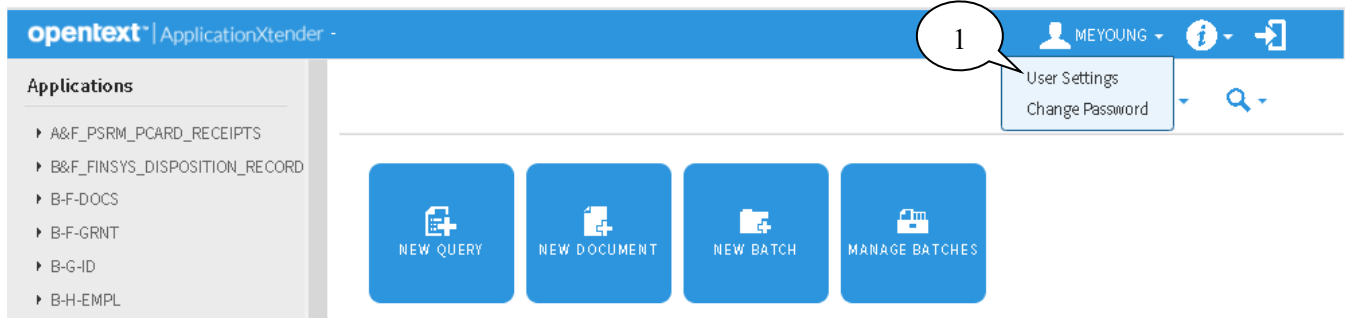 opentext™ | ApplicationXtender -
1
MEYOUNG
User Settings
Change Password
Applications
A&F_PSRM_PCARD_RECEIPTS
B&F_FINSYS_DISPOSITION_RECORD
B-F-DOCS
B-F-GRNT
B-G-ID
B-H-EMPL
NEW QUERY
NEW DOCUMENT
NEW BATCH
MANAGE BATCHES